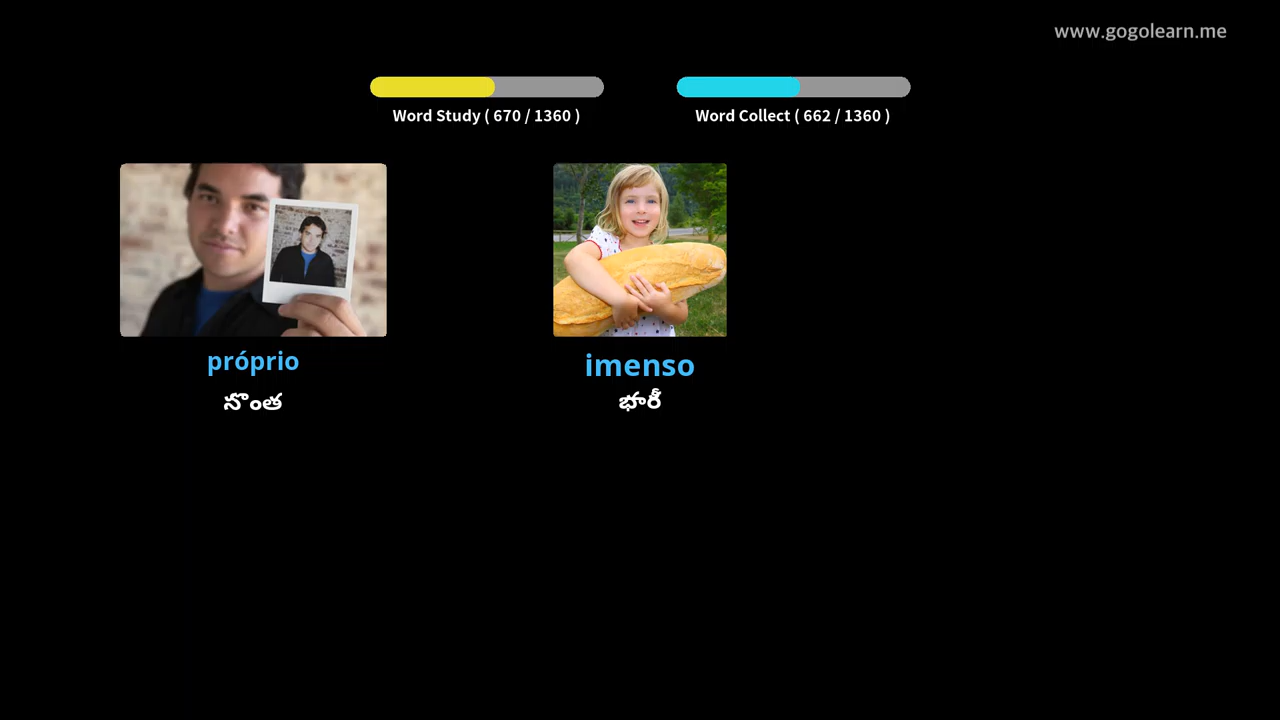 www.gogolearn.me
Word Study ( 670 / 1360 )
Word Collect ( 662 / 1360 )
próprio
సొంత
imenso
భారీ